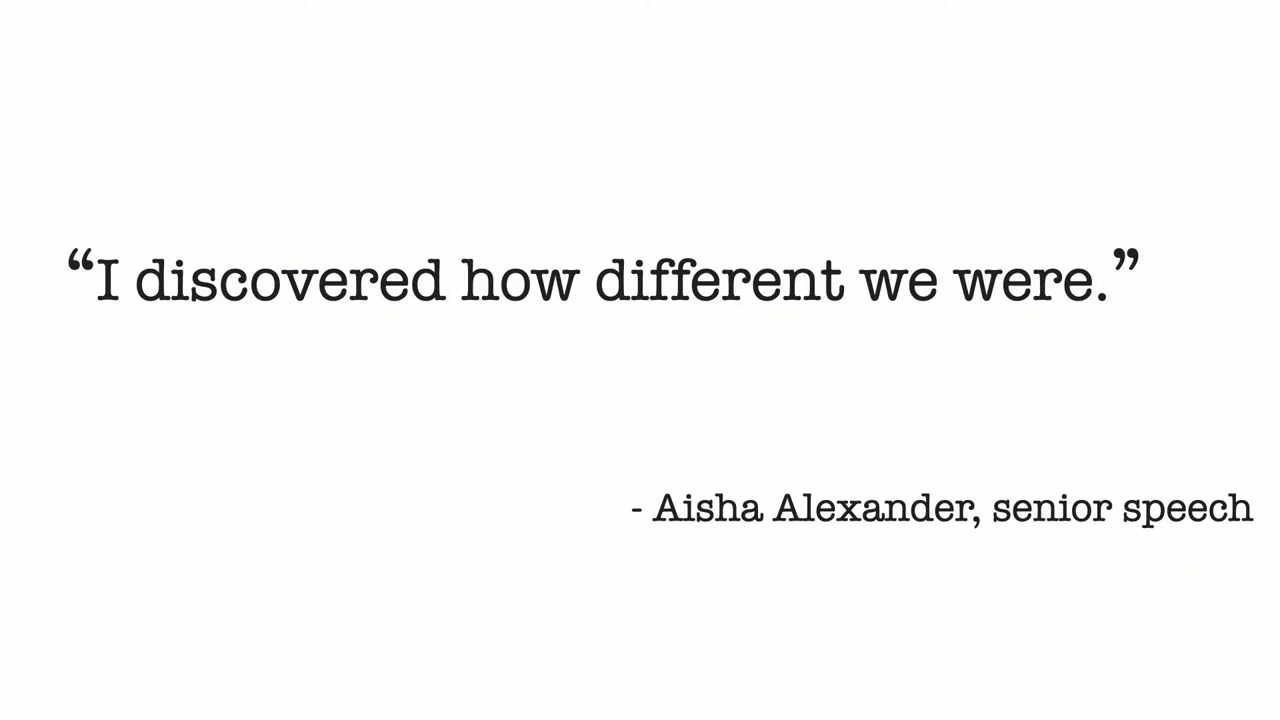 “I discovered how different we were.”
- Aisha Alexander, senior speech